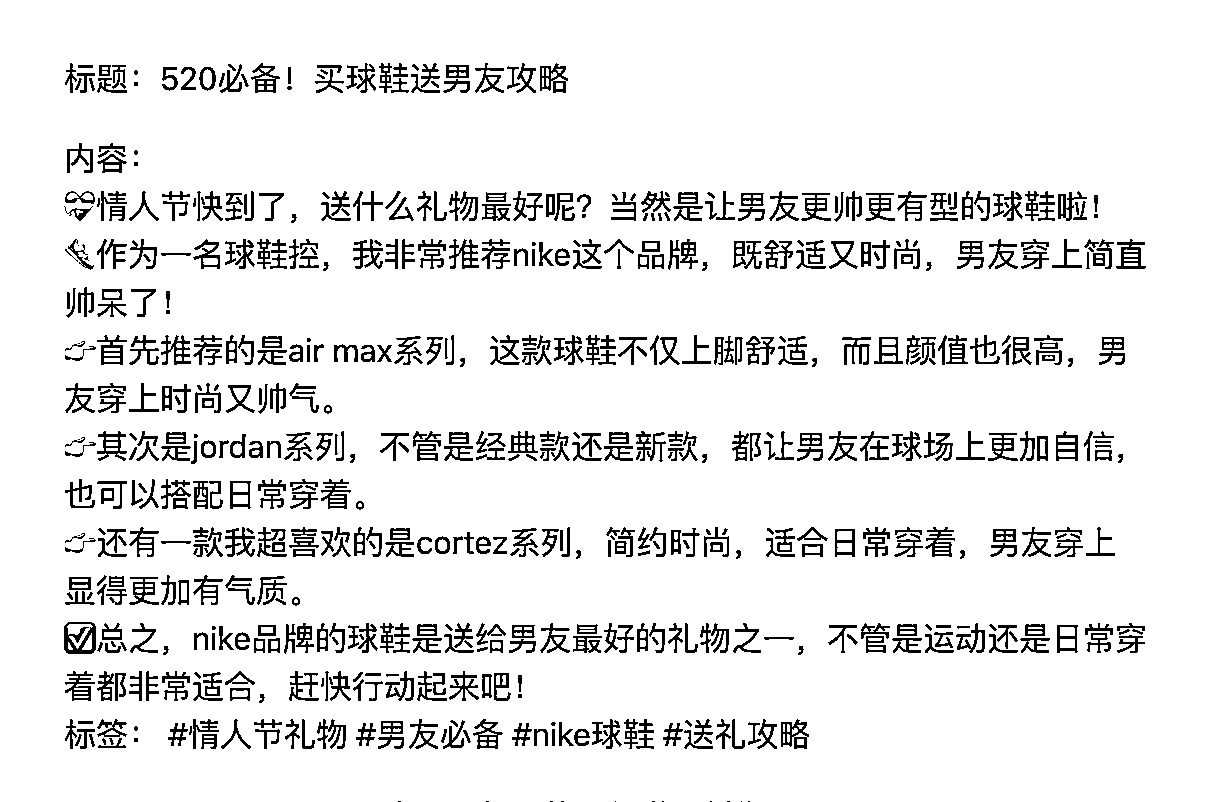 标题：520必备！买球鞋送男友攻略
内容：
💝情人节快到了，送什么礼物最好呢？当然是让男友更帅更有型的球鞋啦！
👟作为一名球鞋控，我非常推荐nike这个品牌，既舒适又时尚，男友穿上简直
帅呆了！
👉首先推荐的是air max系列，这款球鞋不仅上脚舒适，而且颜值也很高，男
友穿上时尚又帅气。
👉其次是jordan系列，不管是经典款还是新款，都让男友在球场上更加自信，
也可以搭配日常穿着。
👉还有一款我超喜欢的是cortez系列，简约时尚，适合日常穿着，男友穿上
显得更加有气质。
✅总之，nike品牌的球鞋是送给男友最好的礼物之一，不管是运动还是日常穿
着都非常适合，赶快行动起来吧！
标签： #情人节礼物 #男友必备 #nike球鞋 #送礼攻略